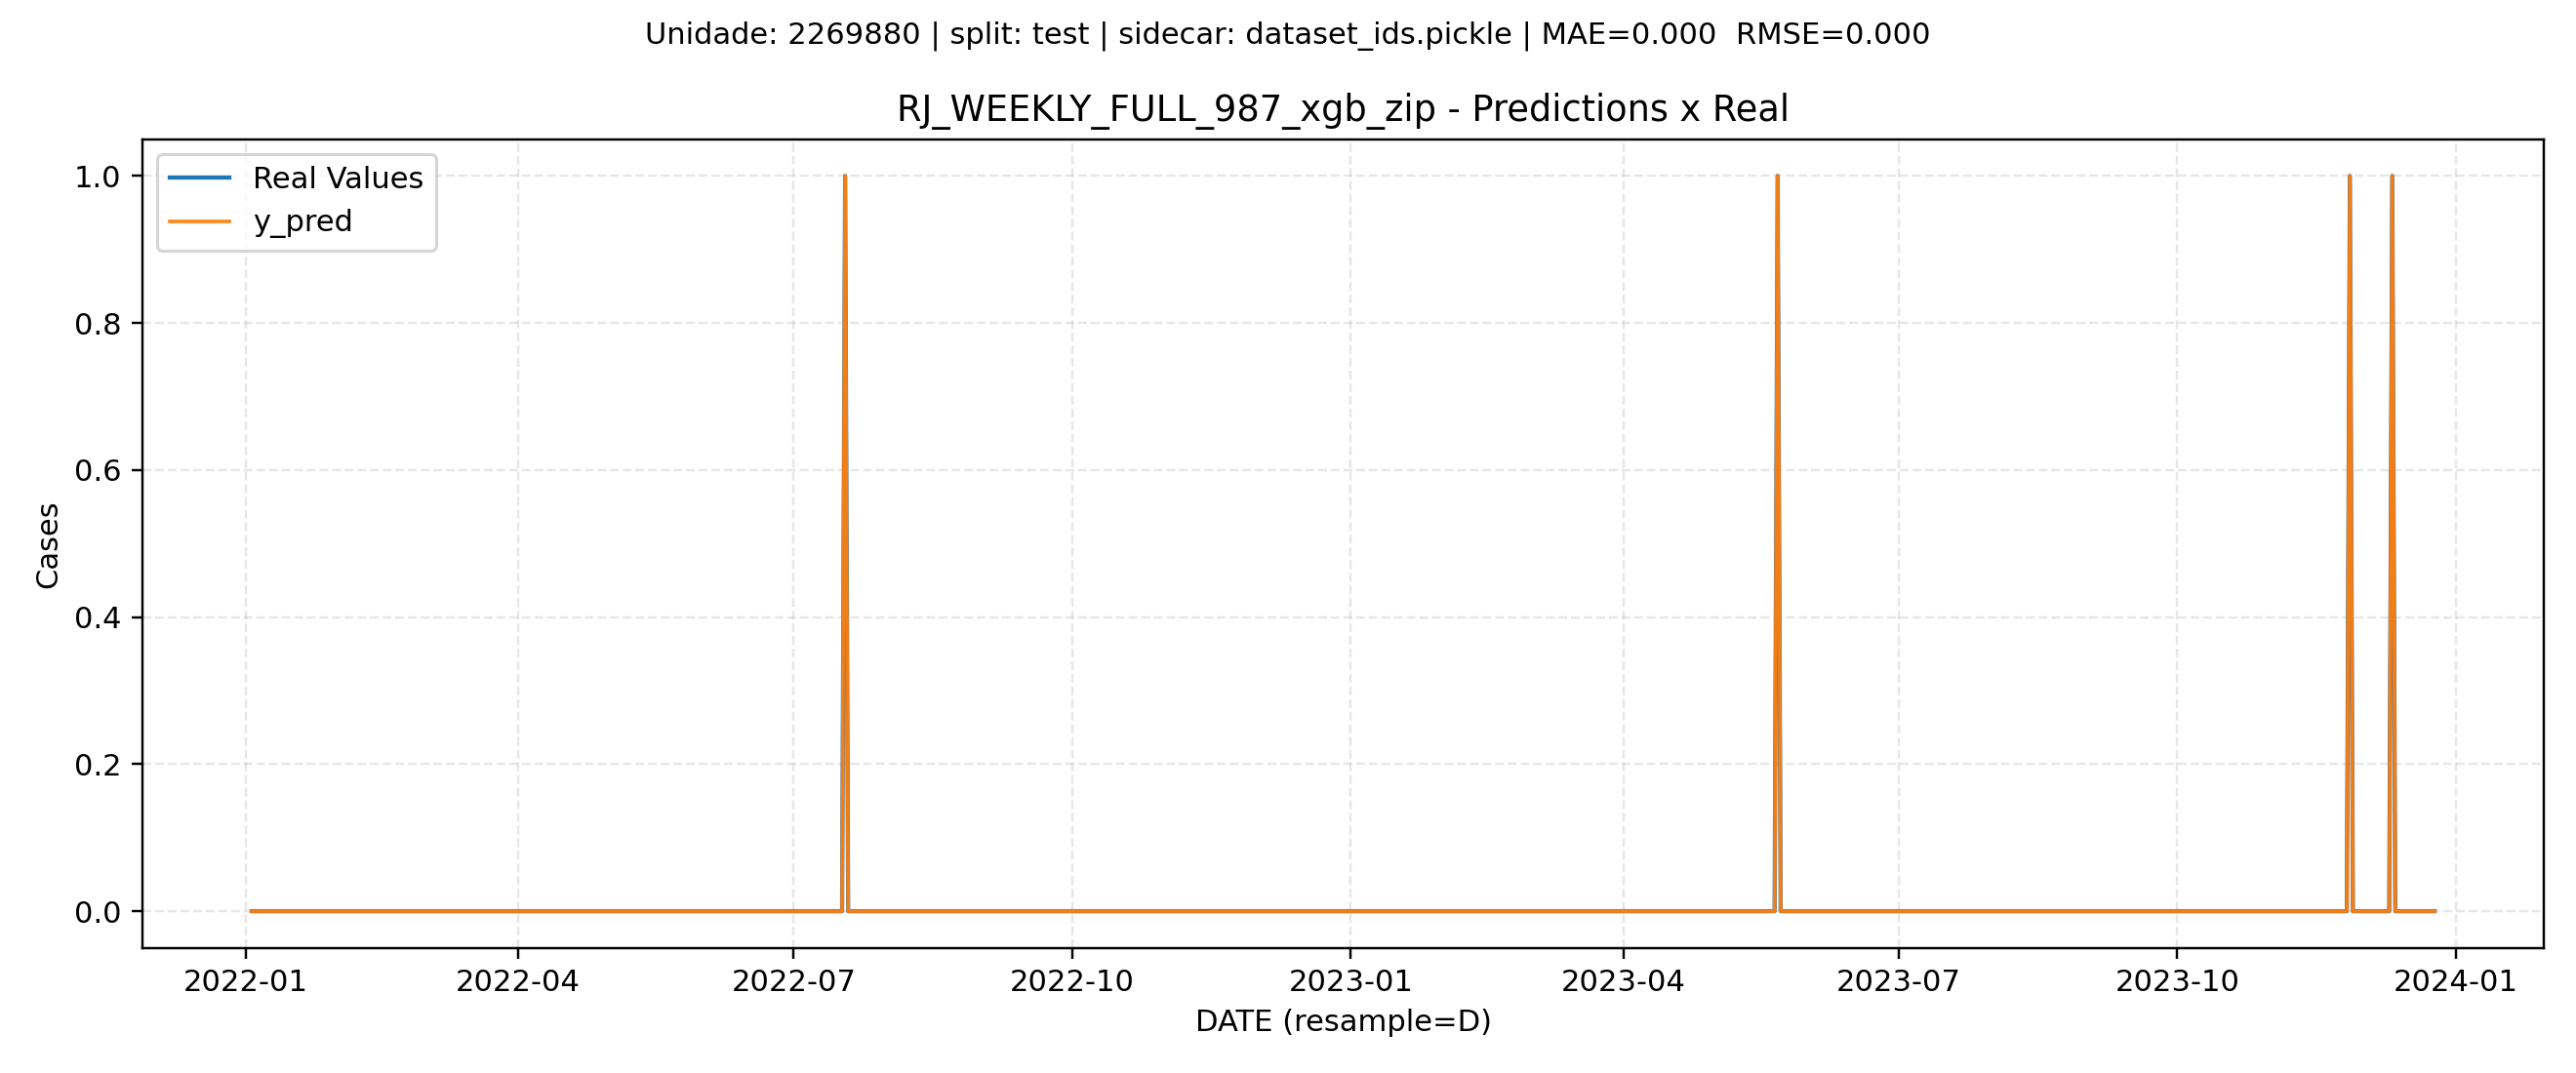 Unidade: 2269880 | split: test | sidecar: dataset_ids.pickle | MAE=0.000  RMSE=0.000
RJ_WEEKLY_FULL_987_xgb_zip - Predictions x Real
Real Values
y_pred
1.0
0.8
0.6
0.4
0.2
0.0
Cases
2022-01
2022-04
2022-07
2022-10
2023-01
2023-04
2023-07
2023-10
2024-01
DATE (resample=D)